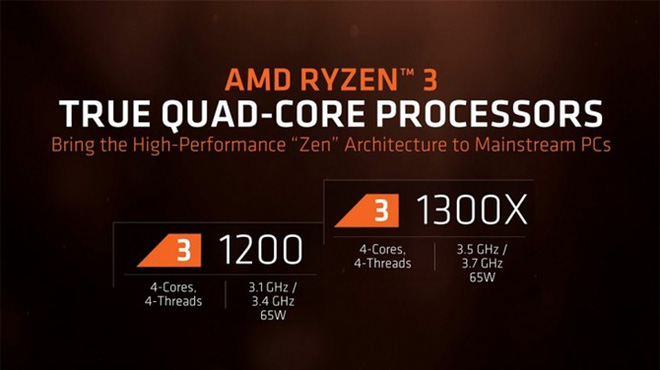 AMD RYZEN™ 3
TRUE QUAD-CORE PROCESSORS
Bring the High-Performance “Zen” Architecture to Mainstream PCs
3 1200
4-Cores,
4-Threads
3.1 GHz /
3.4 GHz
65W
3 1300X
4-Cores,
4-Threads
3.5 GHz /
3.7 GHz
65W